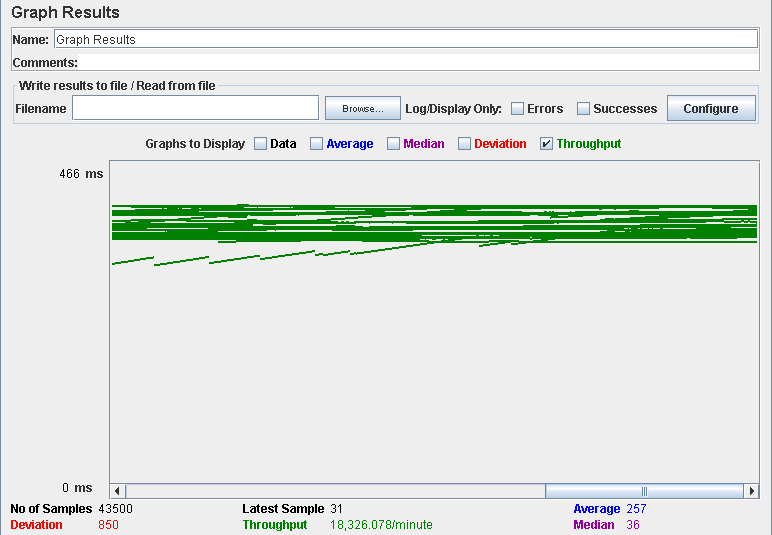 Graph Results
Name: Graph Results
Comments:
Write results to file / Read from file
Filename Browse... Log/Display Only: Errors Successes Configure
Graphs to Display Data Average Median Deviation Throughput
466 ms
0 ms
No of Samples 43500 Latest Sample 31 Average 257
Deviation 850 Throughput 18,326.078/minute Median 36